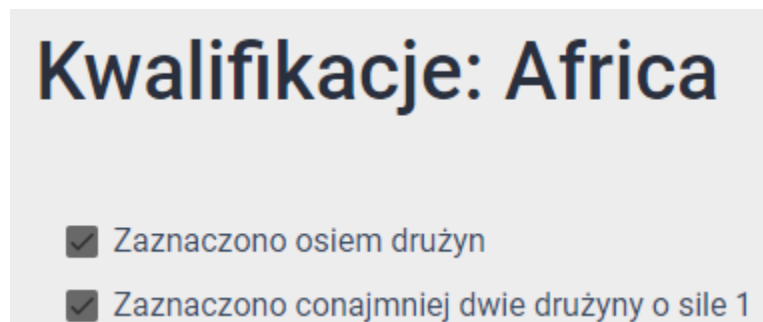 Kwalifikacje: Africa
Zaznaczono osiem drużyn
Zaznaczono conajmniej dwie drużyny o sile 1